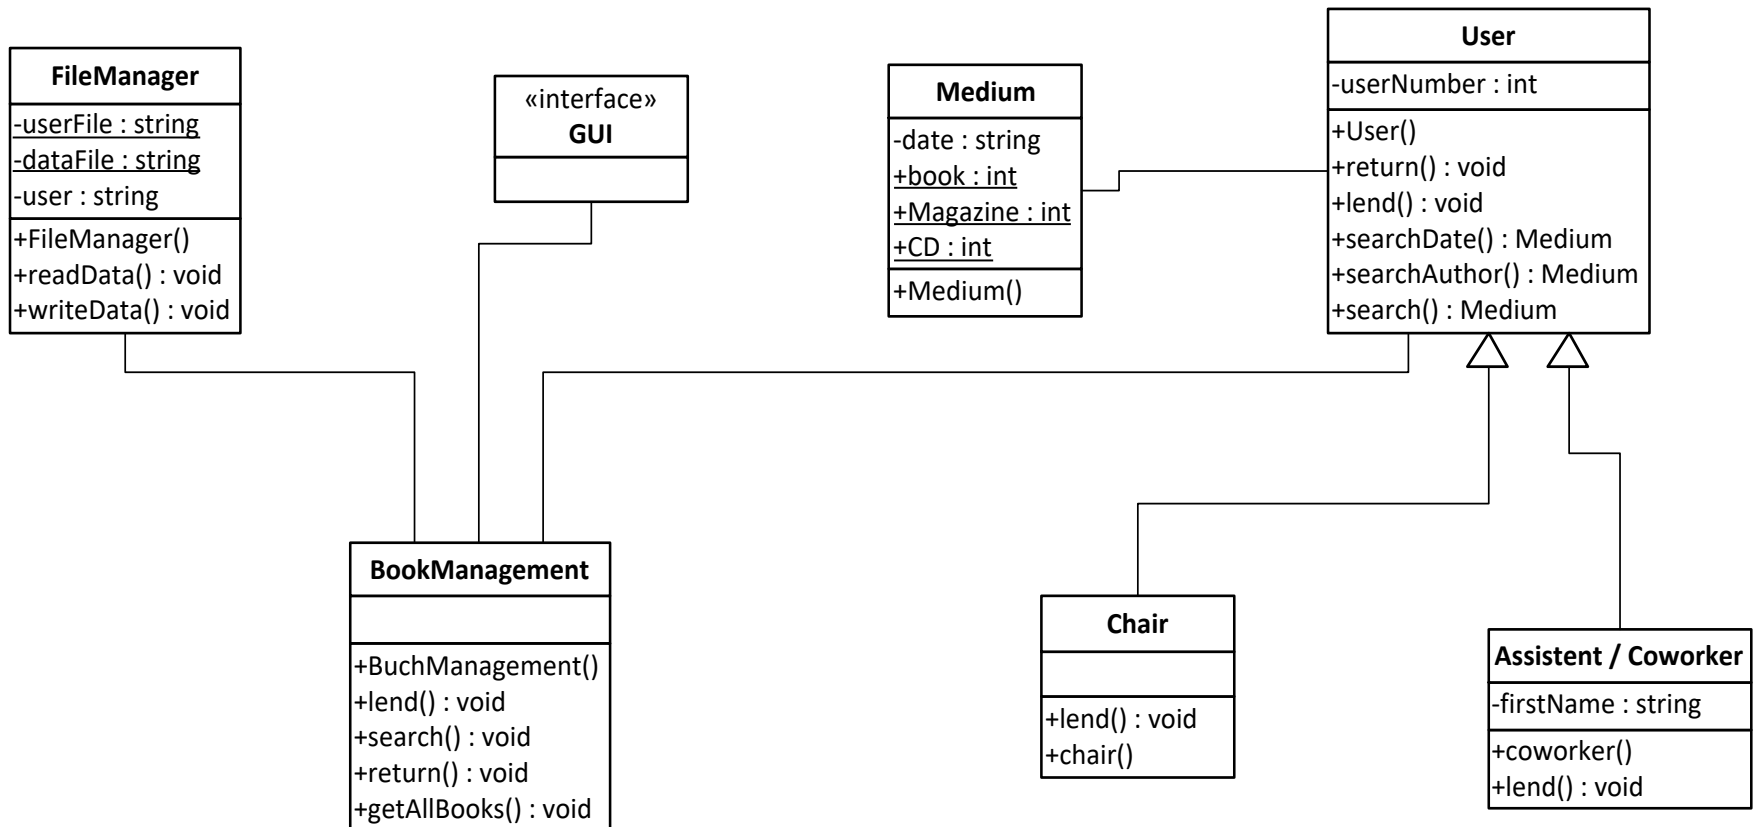 FileManager
-userFile : string
-dataFile : string
-user : string
+FileManager()
+readData() : void
+writeData() : void
«interface»
GUI
Medium
-date : string
+book : int
+Magazine : int
+CD : int
+Medium()
User
-userNumber : int
+User()
+return() : void
+lend() : void
+searchDate() : Medium
+searchAuthor() : Medium
+search() : Medium
BookManagement
+BuchManagement()
+lend() : void
+search() : void
+return() : void
+getAllBooks() : void
Chair
+lend() : void
+chair()
Assistent / Coworker
-firstName : string
+coworker()
+lend() : void